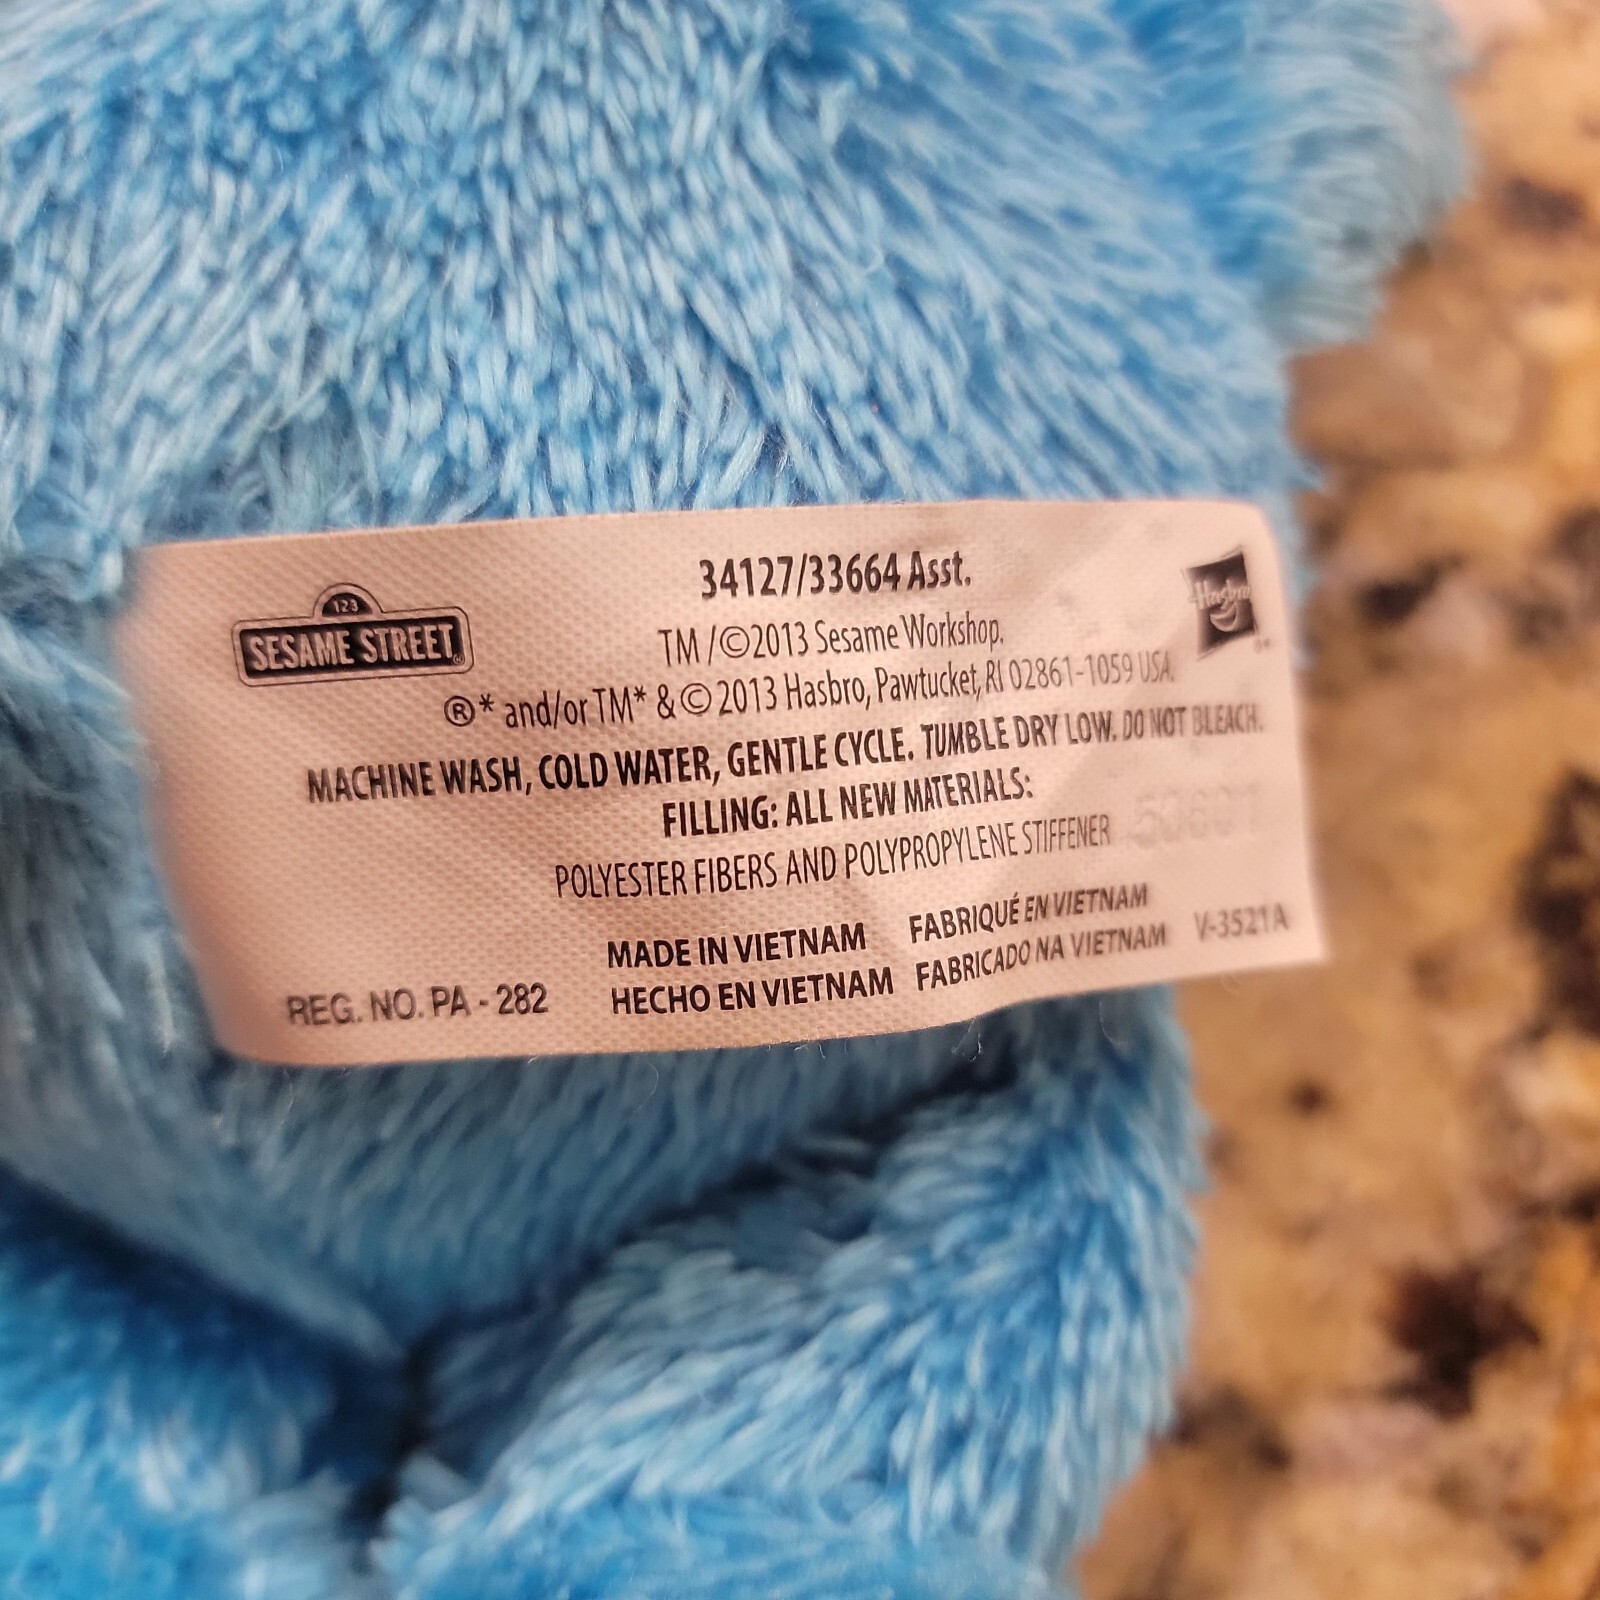 34127/33664 Asst.
123
SESAME STREET®
Hasbro
TM /©2013 Sesame Workshop.
®* and/or TM* & © 2013 Hasbro, Pawtucket, RI 02861-1059 USA.
MACHINE WASH, COLD WATER, GENTLE CYCLE. TUMBLE DRY LOW. DO NOT BLEACH.
FILLING: ALL NEW MATERIALS:
POLYESTER FIBERS AND POLYPROPYLENE STIFFENER
MADE IN VIETNAM FABRIQUÉ EN VIETNAM
REG. NO. PA - 282 HECHO EN VIETNAM FABRICADO NA VIETNAM V-3521A